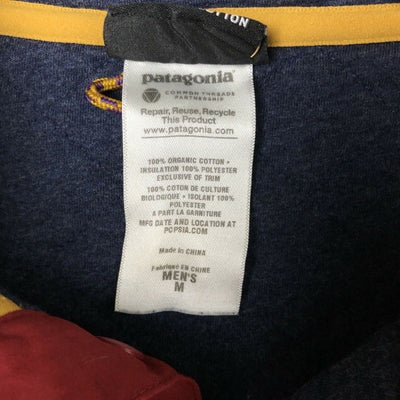 COTTON
patagonia
COMMON THREADS
PARTNERSHIP
Repair, Reuse, Recycle
This Product
www.patagonia.com
100% ORGANIC COTTON •
INSULATION 100% POLYESTER
EXCLUSIVE OF TRIM
100% COTON DE CULTURE
BIOLOGIQUE • ISOLANT 100%
POLYESTER
A PART LA GARNITURE
MFG DATE AND LOCATION AT
PCPSIA.COM
Made in CHINA
Fabriqué EN CHINE
MEN'S
M